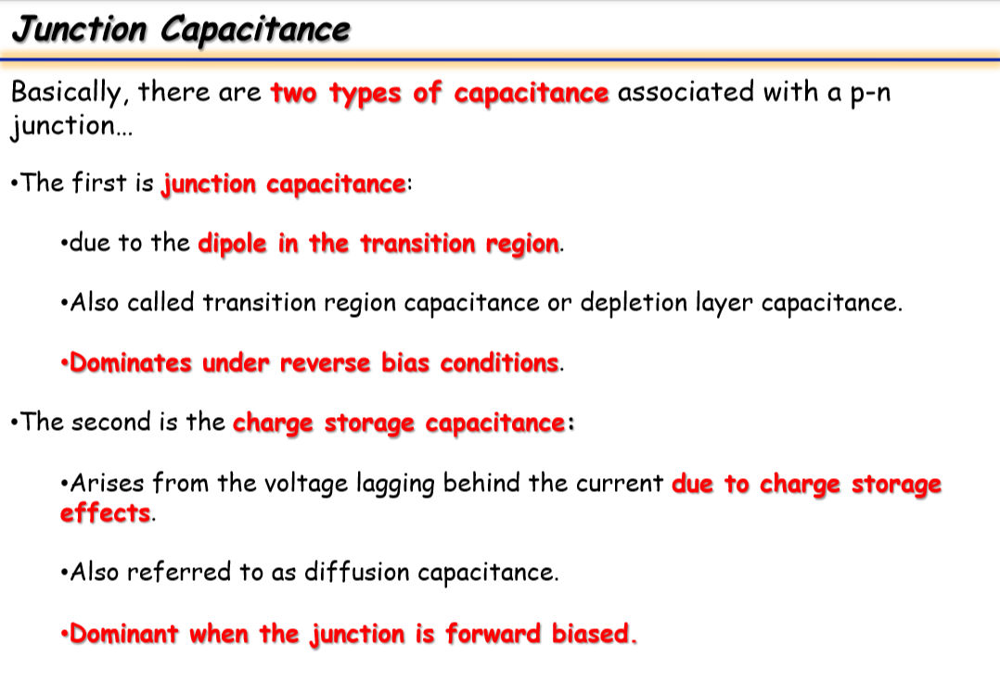 Junction Capacitance
Basically, there are two types of capacitance associated with a p-n
junction...
•The first is junction capacitance:
•due to the dipole in the transition region.
•Also called transition region capacitance or depletion layer capacitance.
•Dominates under reverse bias conditions.
•The second is the charge storage capacitance:
•Arises from the voltage lagging behind the current due to charge storage
effects.
•Also referred to as diffusion capacitance.
•Dominant when the junction is forward biased.